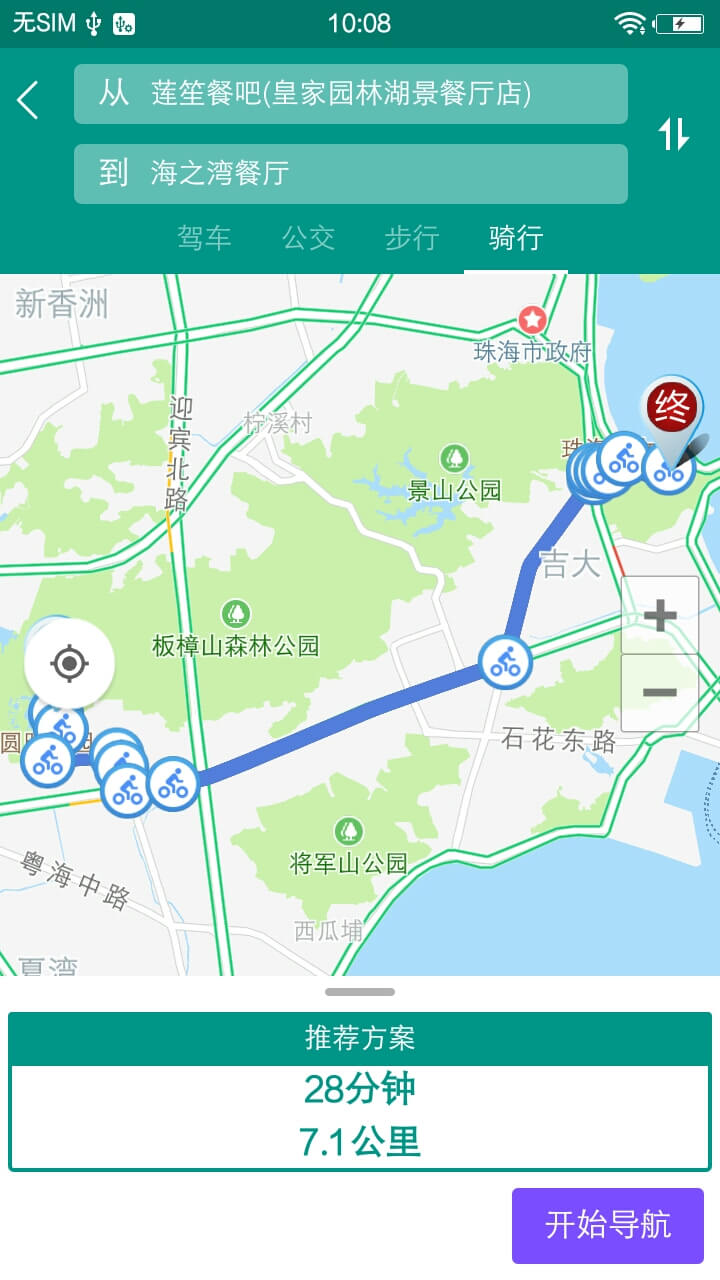 无SIM
10:08
从 莲笙餐吧(皇家园林湖景餐厅店)
到 海之湾餐厅
驾车 公交 步行 骑行
新香洲
珠海市政府
迎宾北路
柠溪村
终
景山公园
吉大
板樟山森林公园
石花东路
将军山公园
粤海中路
西瓜埔
夏湾
推荐方案
28分钟
7.1公里
开始导航